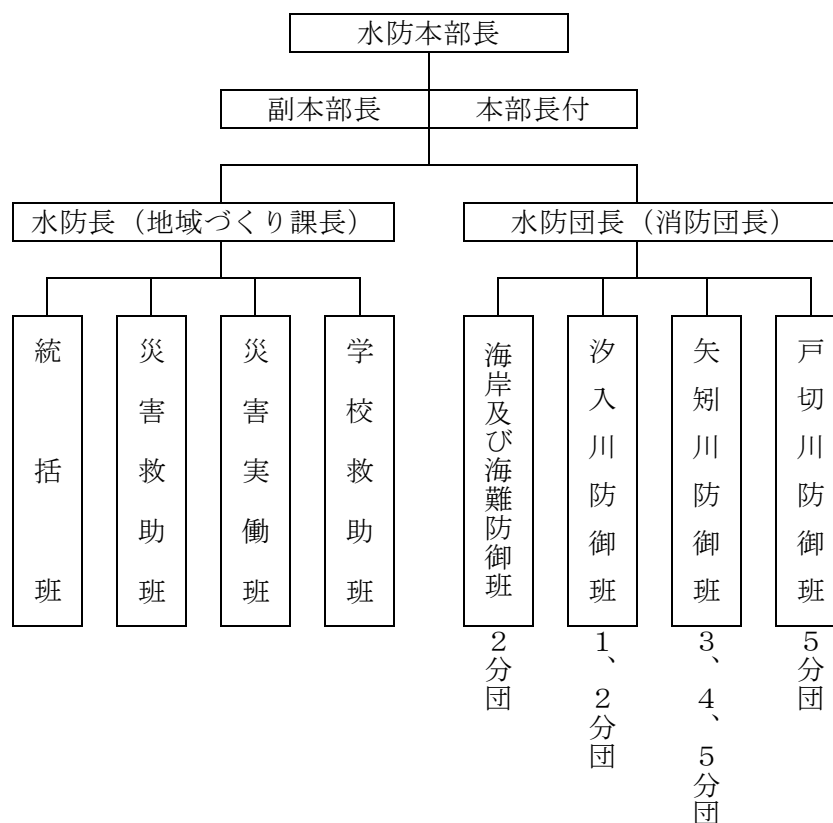 水防本部長
副本部長
本部長付
水防長（地域づくり課長）
水防団長（消防団長）
統括班
災害救助班
災害実働班
学校救助班
海岸及び海難防御班
汐入川防御班
矢矧川防御班
戸切川防御班
２分団
１、２分団
３、４、５分団
５分団